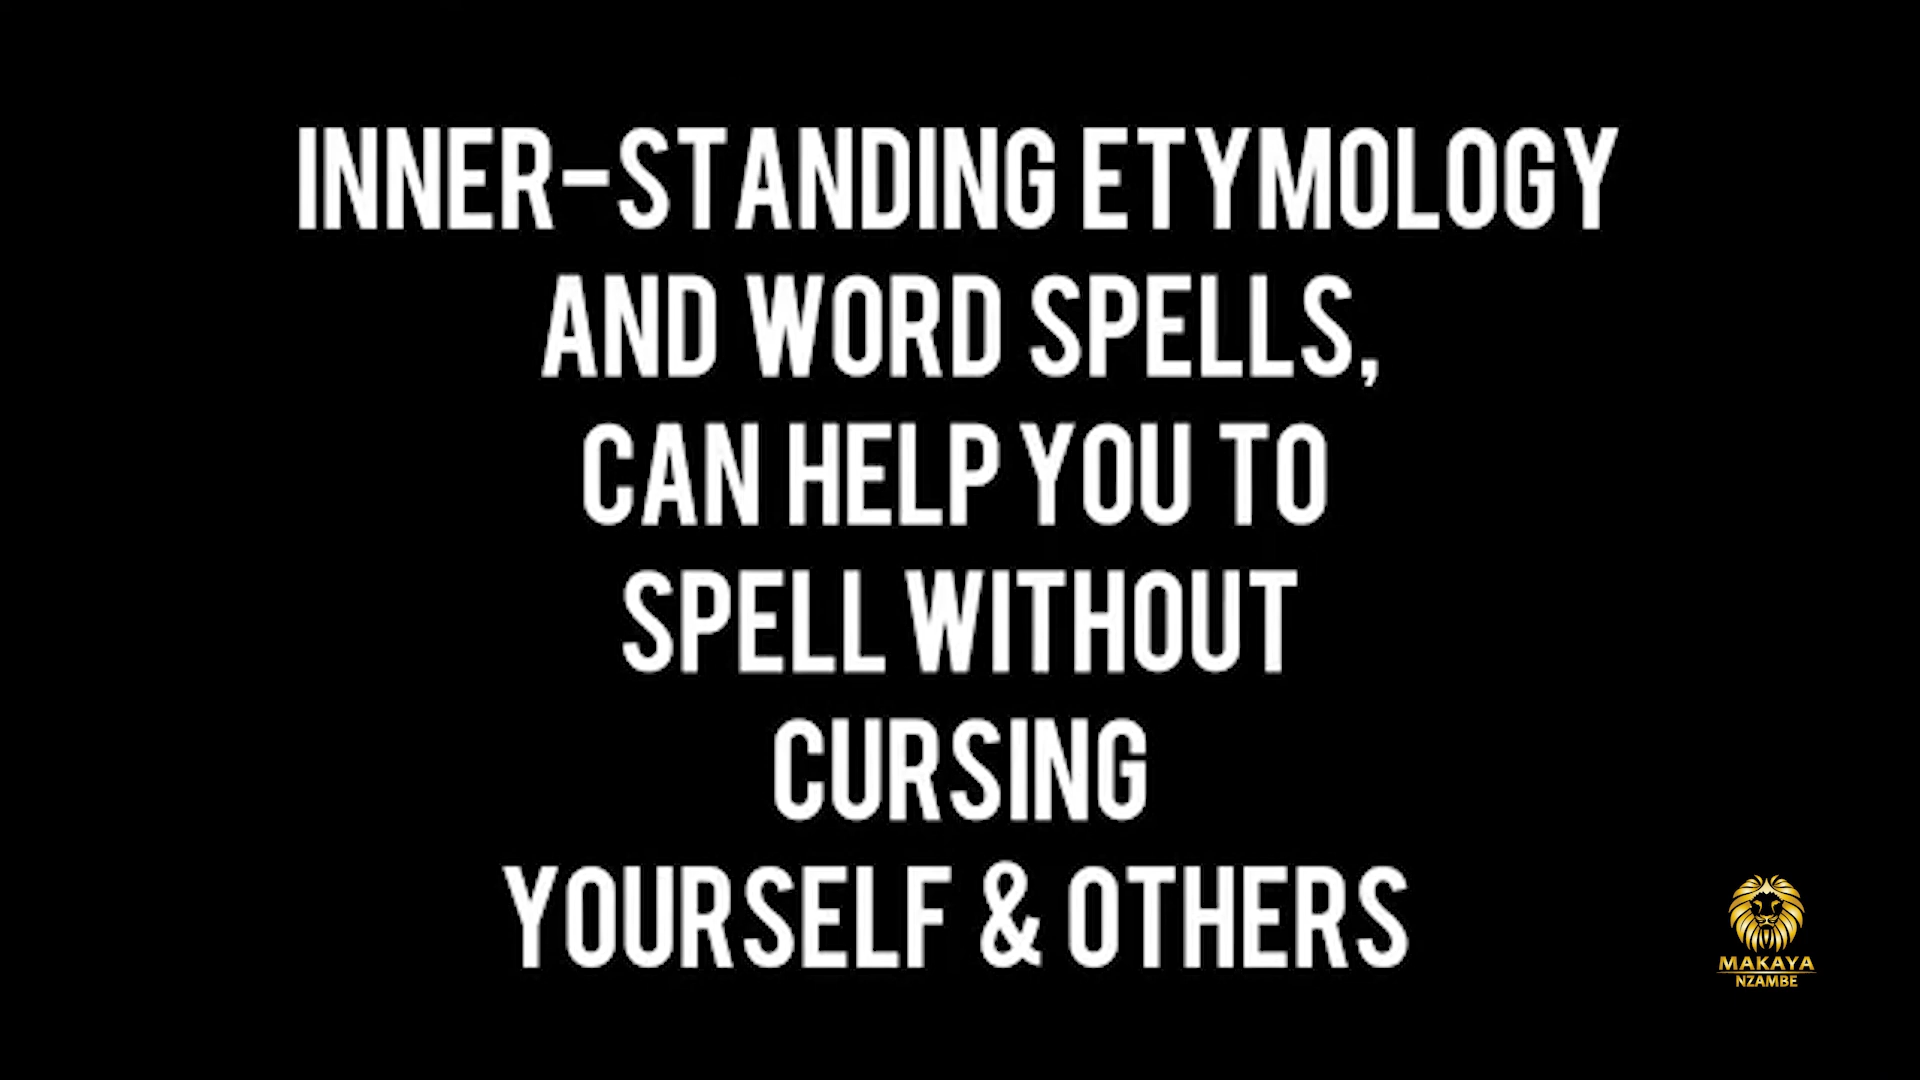 INNER-STANDING ETYMOLOGY
AND WORD SPELLS,
CAN HELP YOU TO
SPELL WITHOUT
CURSING
YOURSELF & OTHERS
MAKAYA
NZAMBE